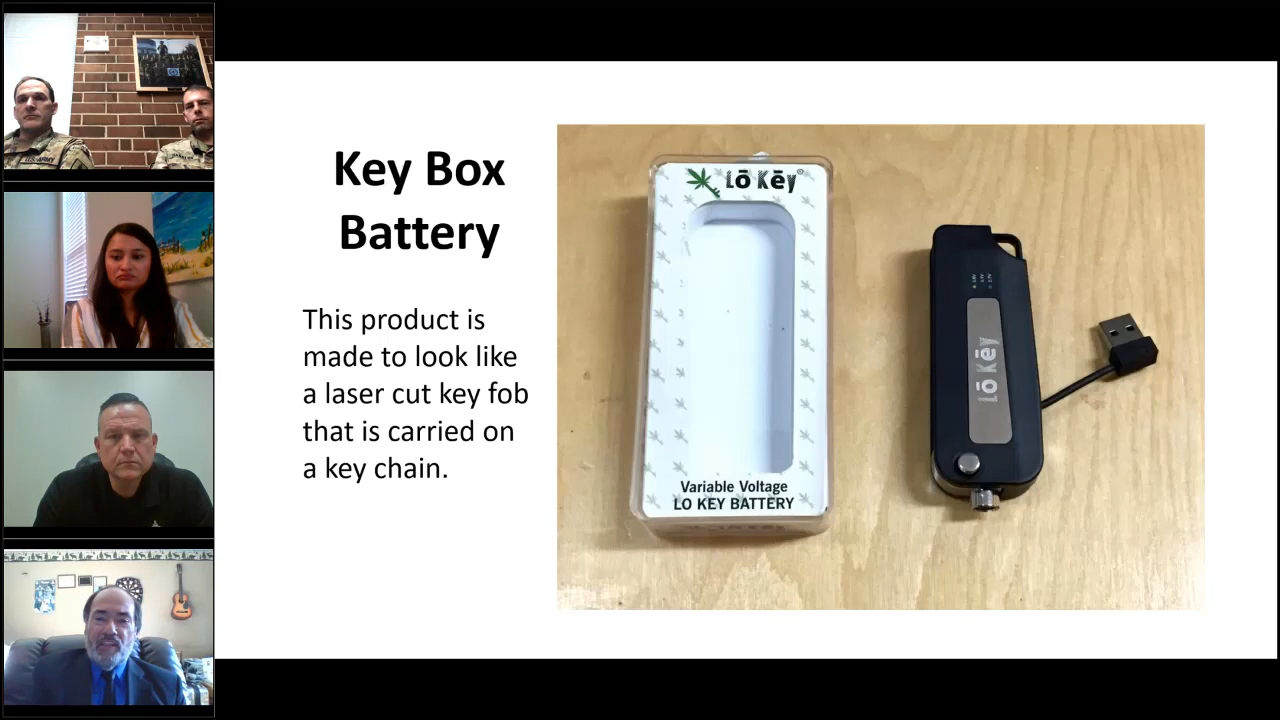 Key Box
Battery
This product is
made to look like
a laser cut key fob
that is carried on
a key chain.
Lō Kēy®
Variable Voltage
LO KEY BATTERY
Lō Kēy
U.S. ARMY